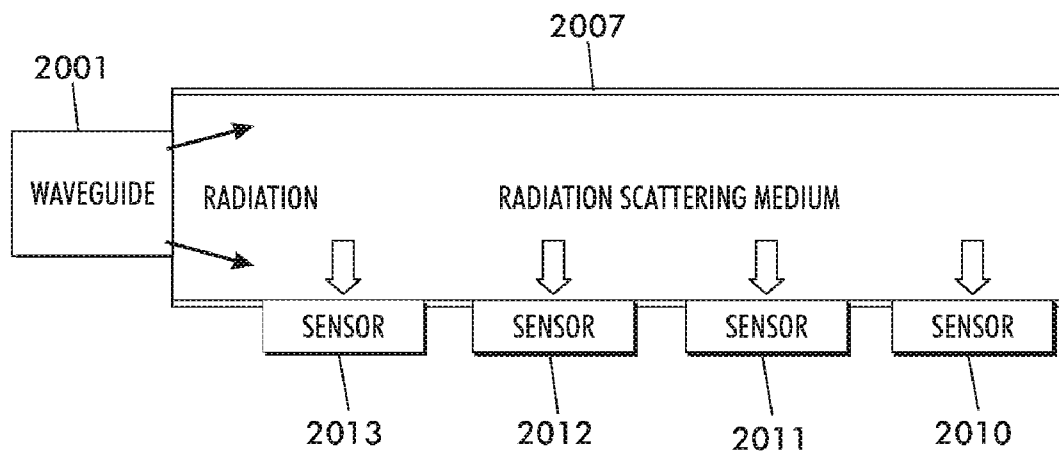 2007
2001
WAVEGUIDE
RADIATION
RADIATION SCATTERING MEDIUM
SENSOR
SENSOR
SENSOR
SENSOR
2013
2012
2011
2010